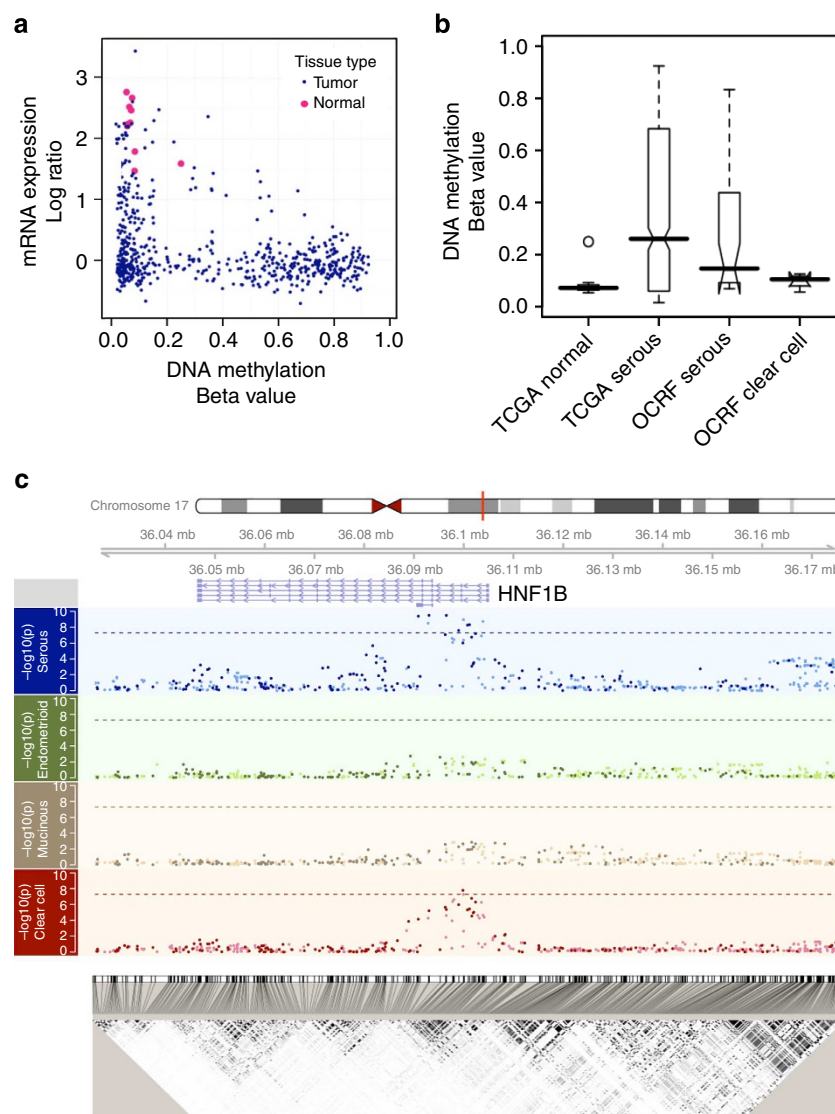 a
mRNA expression
Log ratio
3
2
1
0
Tissue type
Tumor
Normal
0.0 0.2 0.4 0.6 0.8 1.0
DNA methylation
Beta value
b
DNA methylation
Beta value
1.0
0.8
0.6
0.4
0.2
0.0
TCGA normal
TCGA serous
OCRF serous
OCRF clear cell
c
Chromosome 17
36.04 mb 36.06 mb 36.08 mb 36.1 mb 36.12 mb 36.14 mb 36.16 mb
36.05 mb 36.07 mb 36.09 mb 36.11 mb 36.13 mb 36.15 mb 36.17 mb
HNF1B
–log10(p)
Serous
10
8
6
4
2
0
–log10(p)
Endometrioid
10
8
6
4
2
0
–log10(p)
Mucinous
10
8
6
4
2
0
–log10(p)
Clear cell
10
8
6
4
2
0